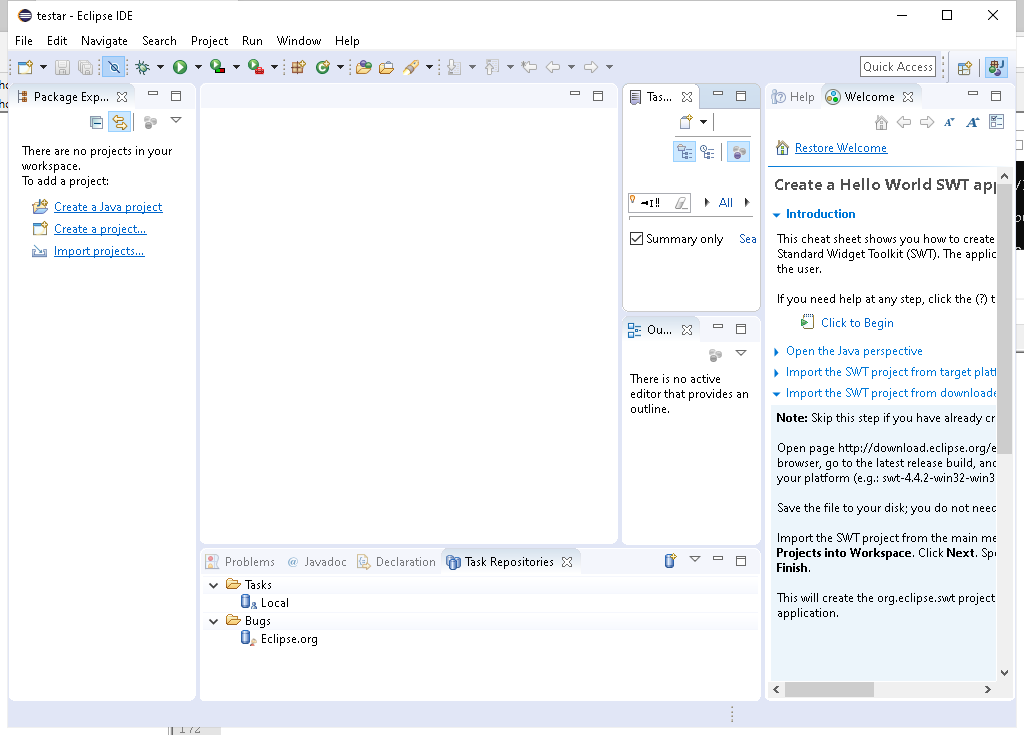 testar - Eclipse IDE
File Edit Navigate Search Project Run Window Help
Quick Access
Package Exp...
There are no projects in your
workspace.
To add a project:
Create a Java project
Create a project...
Import projects...
Tas...
All
Summary only Sea
Ou...
There is no active
editor that provides an
outline.
Help Welcome
Restore Welcome
Create a Hello World SWT app
Introduction
This cheat sheet shows you how to create
Standard Widget Toolkit (SWT). The applic
the user.
If you need help at any step, click the (?) t
Click to Begin
Open the Java perspective
Import the SWT project from target platf
Import the SWT project from downloade
Note: Skip this step if you have already cr
Open page http://download.eclipse.org/e
browser, go to the latest release build, and
your platform (e.g.: swt-4.4.2-win32-win3
Save the file to your disk; you do not need
Import the SWT project from the main me
Projects into Workspace. Click Next. Spe
Finish.
This will create the org.eclipse.swt project
application.
Problems @ Javadoc Declaration Task Repositories
Tasks
Local
Bugs
Eclipse.org